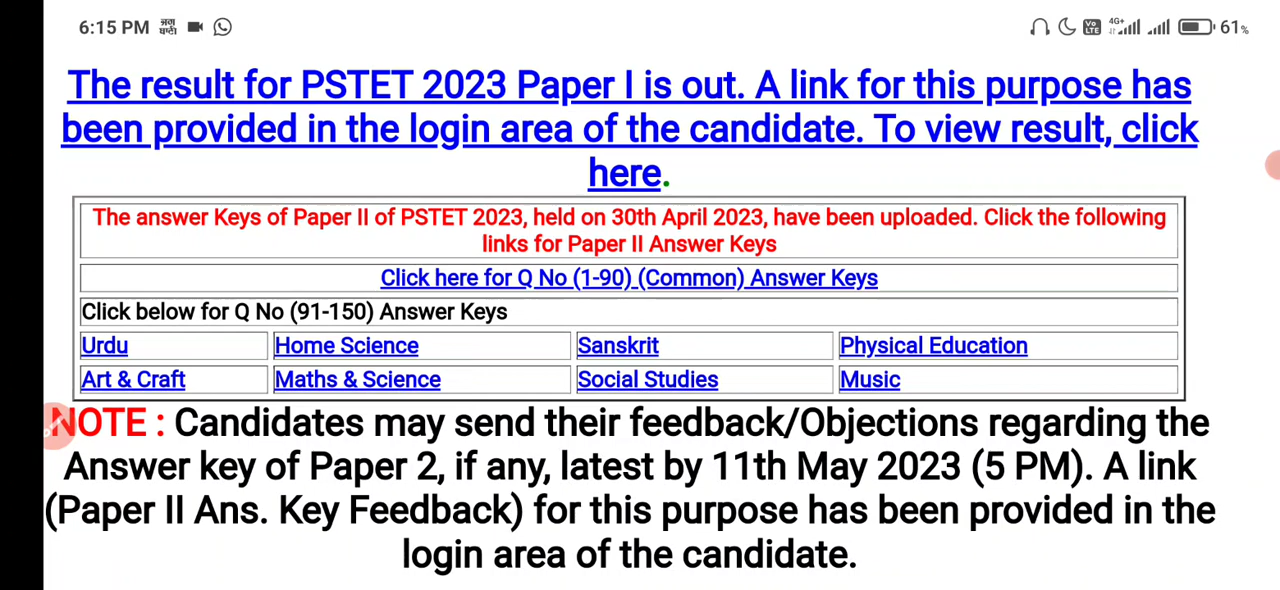 6:15 PM ਜਗ
ਬਾਣੀ
Vo
LTE
4G+
61%
The result for PSTET 2023 Paper I is out. A link for this purpose has
been provided in the login area of the candidate. To view result, click
here.
The answer Keys of Paper II of PSTET 2023, held on 30th April 2023, have been uploaded. Click the following
links for Paper II Answer Keys
Click here for Q No (1-90) (Common) Answer Keys
Click below for Q No (91-150) Answer Keys
Urdu Home Science Sanskrit Physical Education
Art & Craft Maths & Science Social Studies Music
NOTE : Candidates may send their feedback/Objections regarding the
Answer key of Paper 2, if any, latest by 11th May 2023 (5 PM). A link
(Paper II Ans. Key Feedback) for this purpose has been provided in the
login area of the candidate.